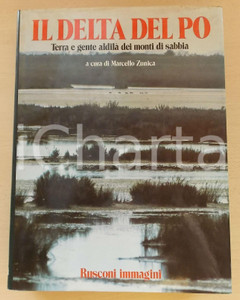 IL DELTA DEL PO
Terra e gente aldilà dei monti di sabbia
a cura di Marcello Zunica
iCharta
Rusconi immagini